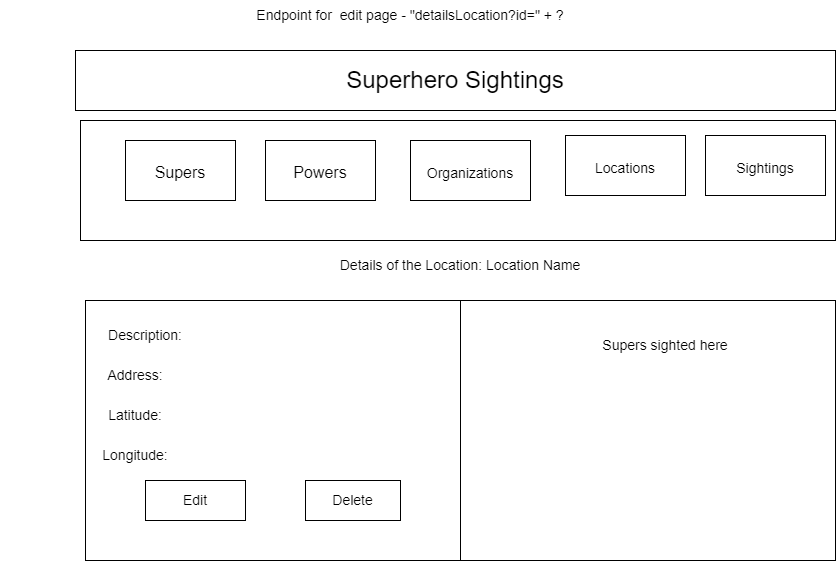 Endpoint for  edit page - "detailsLocation?id=" + ?
Superhero Sightings
Supers
Powers
Organizations
Locations
Sightings
Details of the Location: Location Name
Description:
Address:
Latitude:
Longitude:
Edit
Delete
Supers sighted here